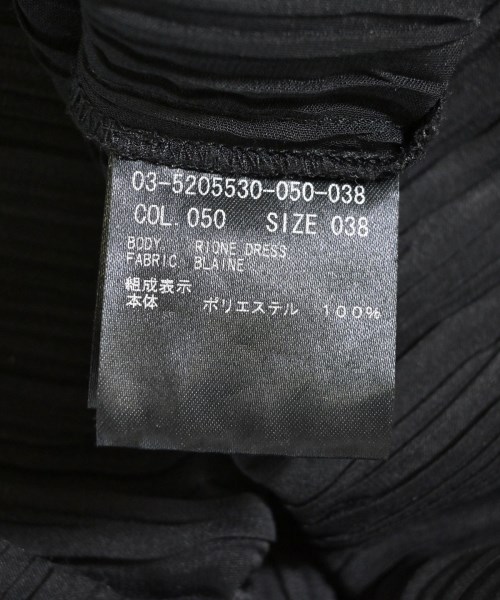 03-5205530-050-038
COL.050 SIZE 038
BODY RIONE DRESS
FABRIC BLAINE
組成表示
本体 ポリエステル 100%